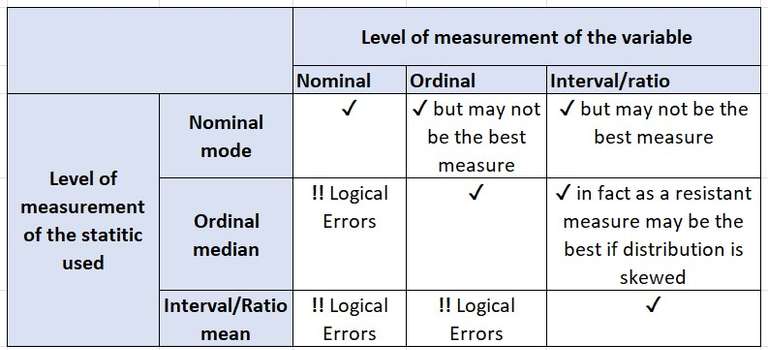 Level of measurement of the variable
Nominal Ordinal Interval/ratio
Level of
measurement
of the statitic
used
Nominal
mode
✓
✓ but may not
be the best
measure
✓ but may not be the
best measure
Ordinal
median
!! Logical
Errors
✓
✓ in fact as a resistant
measure may be the
best if distribution is
skewed
Interval/Ratio
mean
!! Logical
Errors
!! Logical
Errors
✓